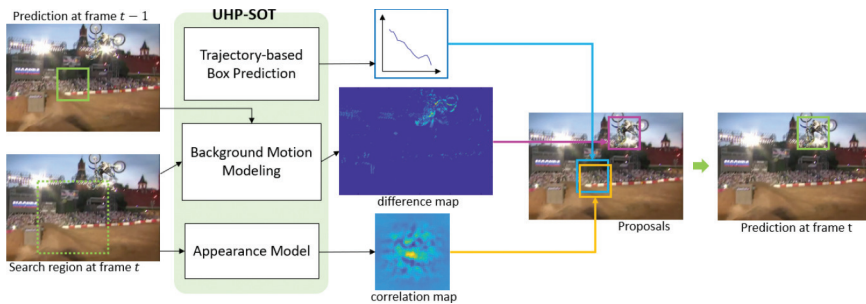 Prediction at frame t − 1
UHP-SOT
Trajectory-based
Box Prediction
Background Motion
Modeling
difference map
Search region at frame t
Appearance Model
correlation map
Proposals
Prediction at frame t